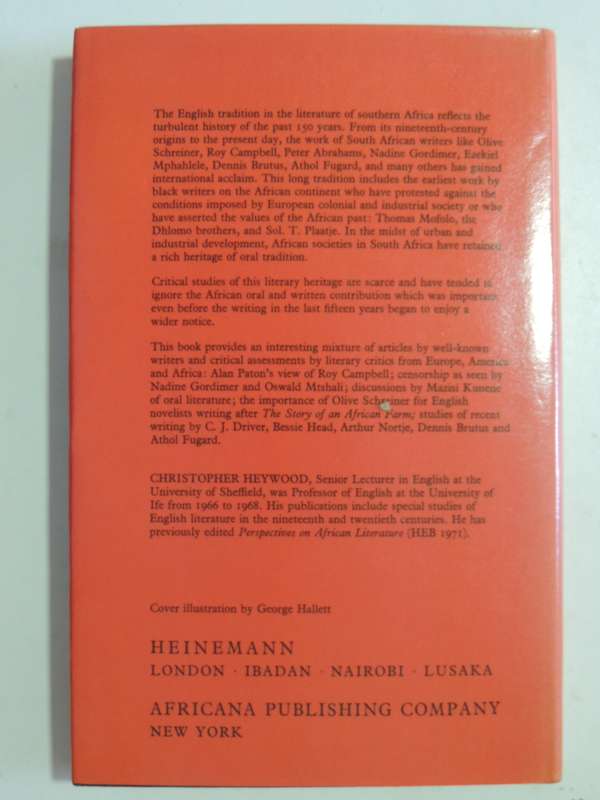 The English tradition in the literature of southern Africa reflects the
turbulent history of the past 150 years. From its nineteenth-century
origins to the present day, the work of South African writers like Olive
Schreiner, Roy Campbell, Peter Abrahams, Nadine Gordimer, Ezekiel
Mphahlele, Dennis Brutus, Athol Fugard, and many others has gained
international acclaim. This long tradition includes the earliest work by
black writers on the African continent who have protested against the
conditions imposed by European colonial and industrial society or who
have asserted the values of the African past: Thomas Mofolo, the
Dhlomo brothers, and Sol. T. Plaatje. In the midst of urban and
industrial development, African societies in South Africa have retained
a rich heritage of oral tradition.
Critical studies of this literary heritage are scarce and have tended to
ignore the African oral and written contribution which was important
even before the writing in the last fifteen years began to enjoy a
wider notice.
This book provides an interesting mixture of articles by well-known
writers and critical assessments by literary critics from Europe, America
and Africa: Alan Paton's view of Roy Campbell; censorship as seen by
Nadine Gordimer and Oswald Mtshali; discussions by Mazisi Kunene
of oral literature; the importance of Olive Schreiner for English
novelists writing after The Story of an African Farm; studies of recent
writing by C. J. Driver, Bessie Head, Arthur Nortje, Dennis Brutus and
Athol Fugard.
CHRISTOPHER HEYWOOD, Senior Lecturer in English at the
University of Sheffield, was Professor of English at the University of
Ife from 1966 to 1968. His publications include special studies of
English literature in the nineteenth and twentieth centuries. He has
previously edited Perspectives on African Literature (HEB 1971).
Cover illustration by George Hallett
HEINEMANN
LONDON · IBADAN · NAIROBI · LUSAKA
AFRICANA PUBLISHING COMPANY
NEW YORK